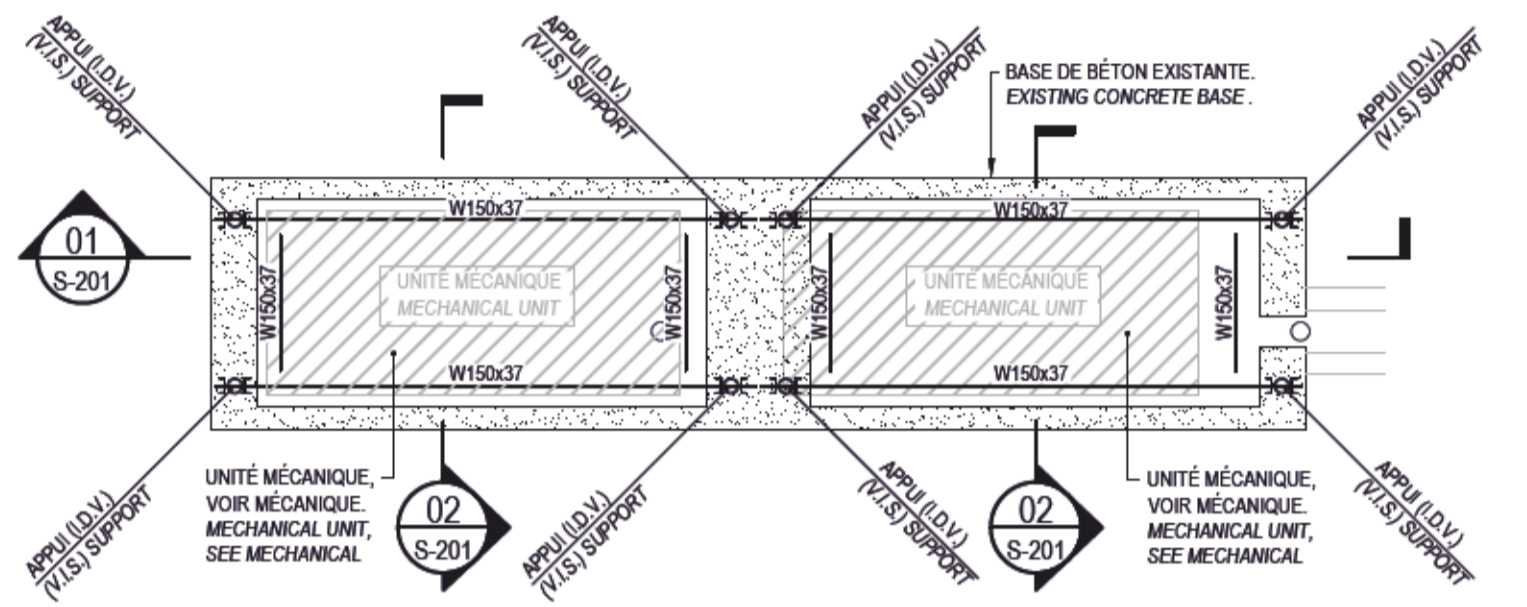 APPUI (I.D.V.)
(V.I.S.) SUPPORT
APPUI (I.D.V.)
(V.I.S.) SUPPORT
APPUI (I.D.V.)
(V.I.S.) SUPPORT
APPUI (I.D.V.)
(V.I.S.) SUPPORT
BASE DE BÉTON EXISTANTE.
EXISTING CONCRETE BASE .
W150x37
W150x37
01
S-201
W150x37
UNITÉ MÉCANIQUE
MECHANICAL UNIT
W150x37
W150x37
UNITÉ MÉCANIQUE
MECHANICAL UNIT
W150x37
W150x37
W150x37
UNITÉ MÉCANIQUE,
VOIR MÉCANIQUE.
MECHANICAL UNIT,
SEE MECHANICAL
02
S-201
02
S-201
UNITÉ MÉCANIQUE,
VOIR MÉCANIQUE.
MECHANICAL UNIT,
SEE MECHANICAL
APPUI (I.D.V.)
(V.I.S.) SUPPORT
APPUI (I.D.V.)
(V.I.S.) SUPPORT
APPUI (I.D.V.)
(V.I.S.) SUPPORT
APPUI (I.D.V.)
(V.I.S.) SUPPORT